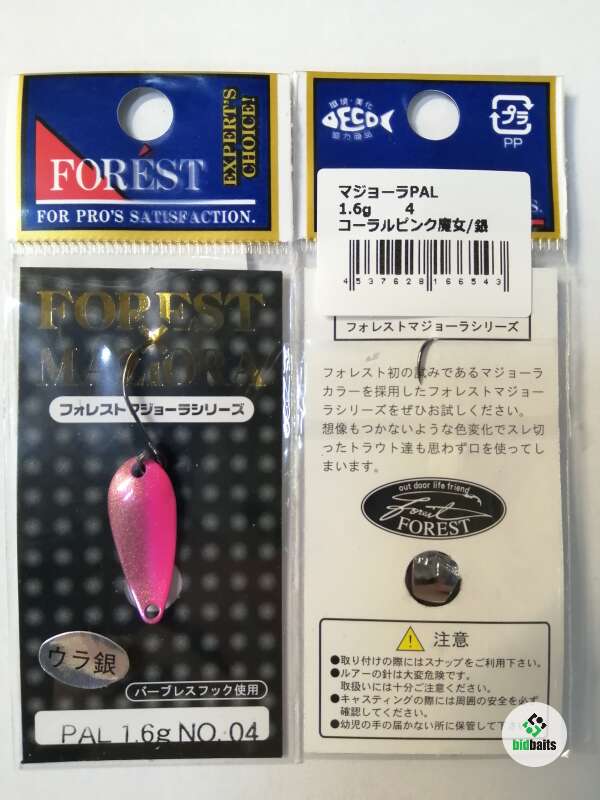 FORÉST
EXPERT'S
CHOICE!
FOR PRO'S SATISFACTION.
FOREST
MAZIORA
フォレストマジョーラシリーズ
ウラ銀
バーブレスフック使用
PAL 1.6g NO. 04
環境・美化
ECO
協力商品
プラ
PP
S.
マジョーラPAL
1.6g 4
コーラルピンク魔女/銀
4537628166543
フォレストマジョーラシリーズ
フォレスト初の試みであるマジョーラ
カラーを採用したフォレストマジョー
ラシリーズをぜひお試しください。
想像もつかないような色変化でスレ切
ったトラウト達も思わず口を使ってし
まいます。
out door life friend
Forest
FOREST
注意
●取り付けの際にはスナップをご利用下さい。
●ルアーの針は大変危険です。
取扱いには十分ご注意ください。
●キャスティングの際には周囲の安全を必ず
確認してください。
●幼児の手の届かない所に保管して下
bidbaits